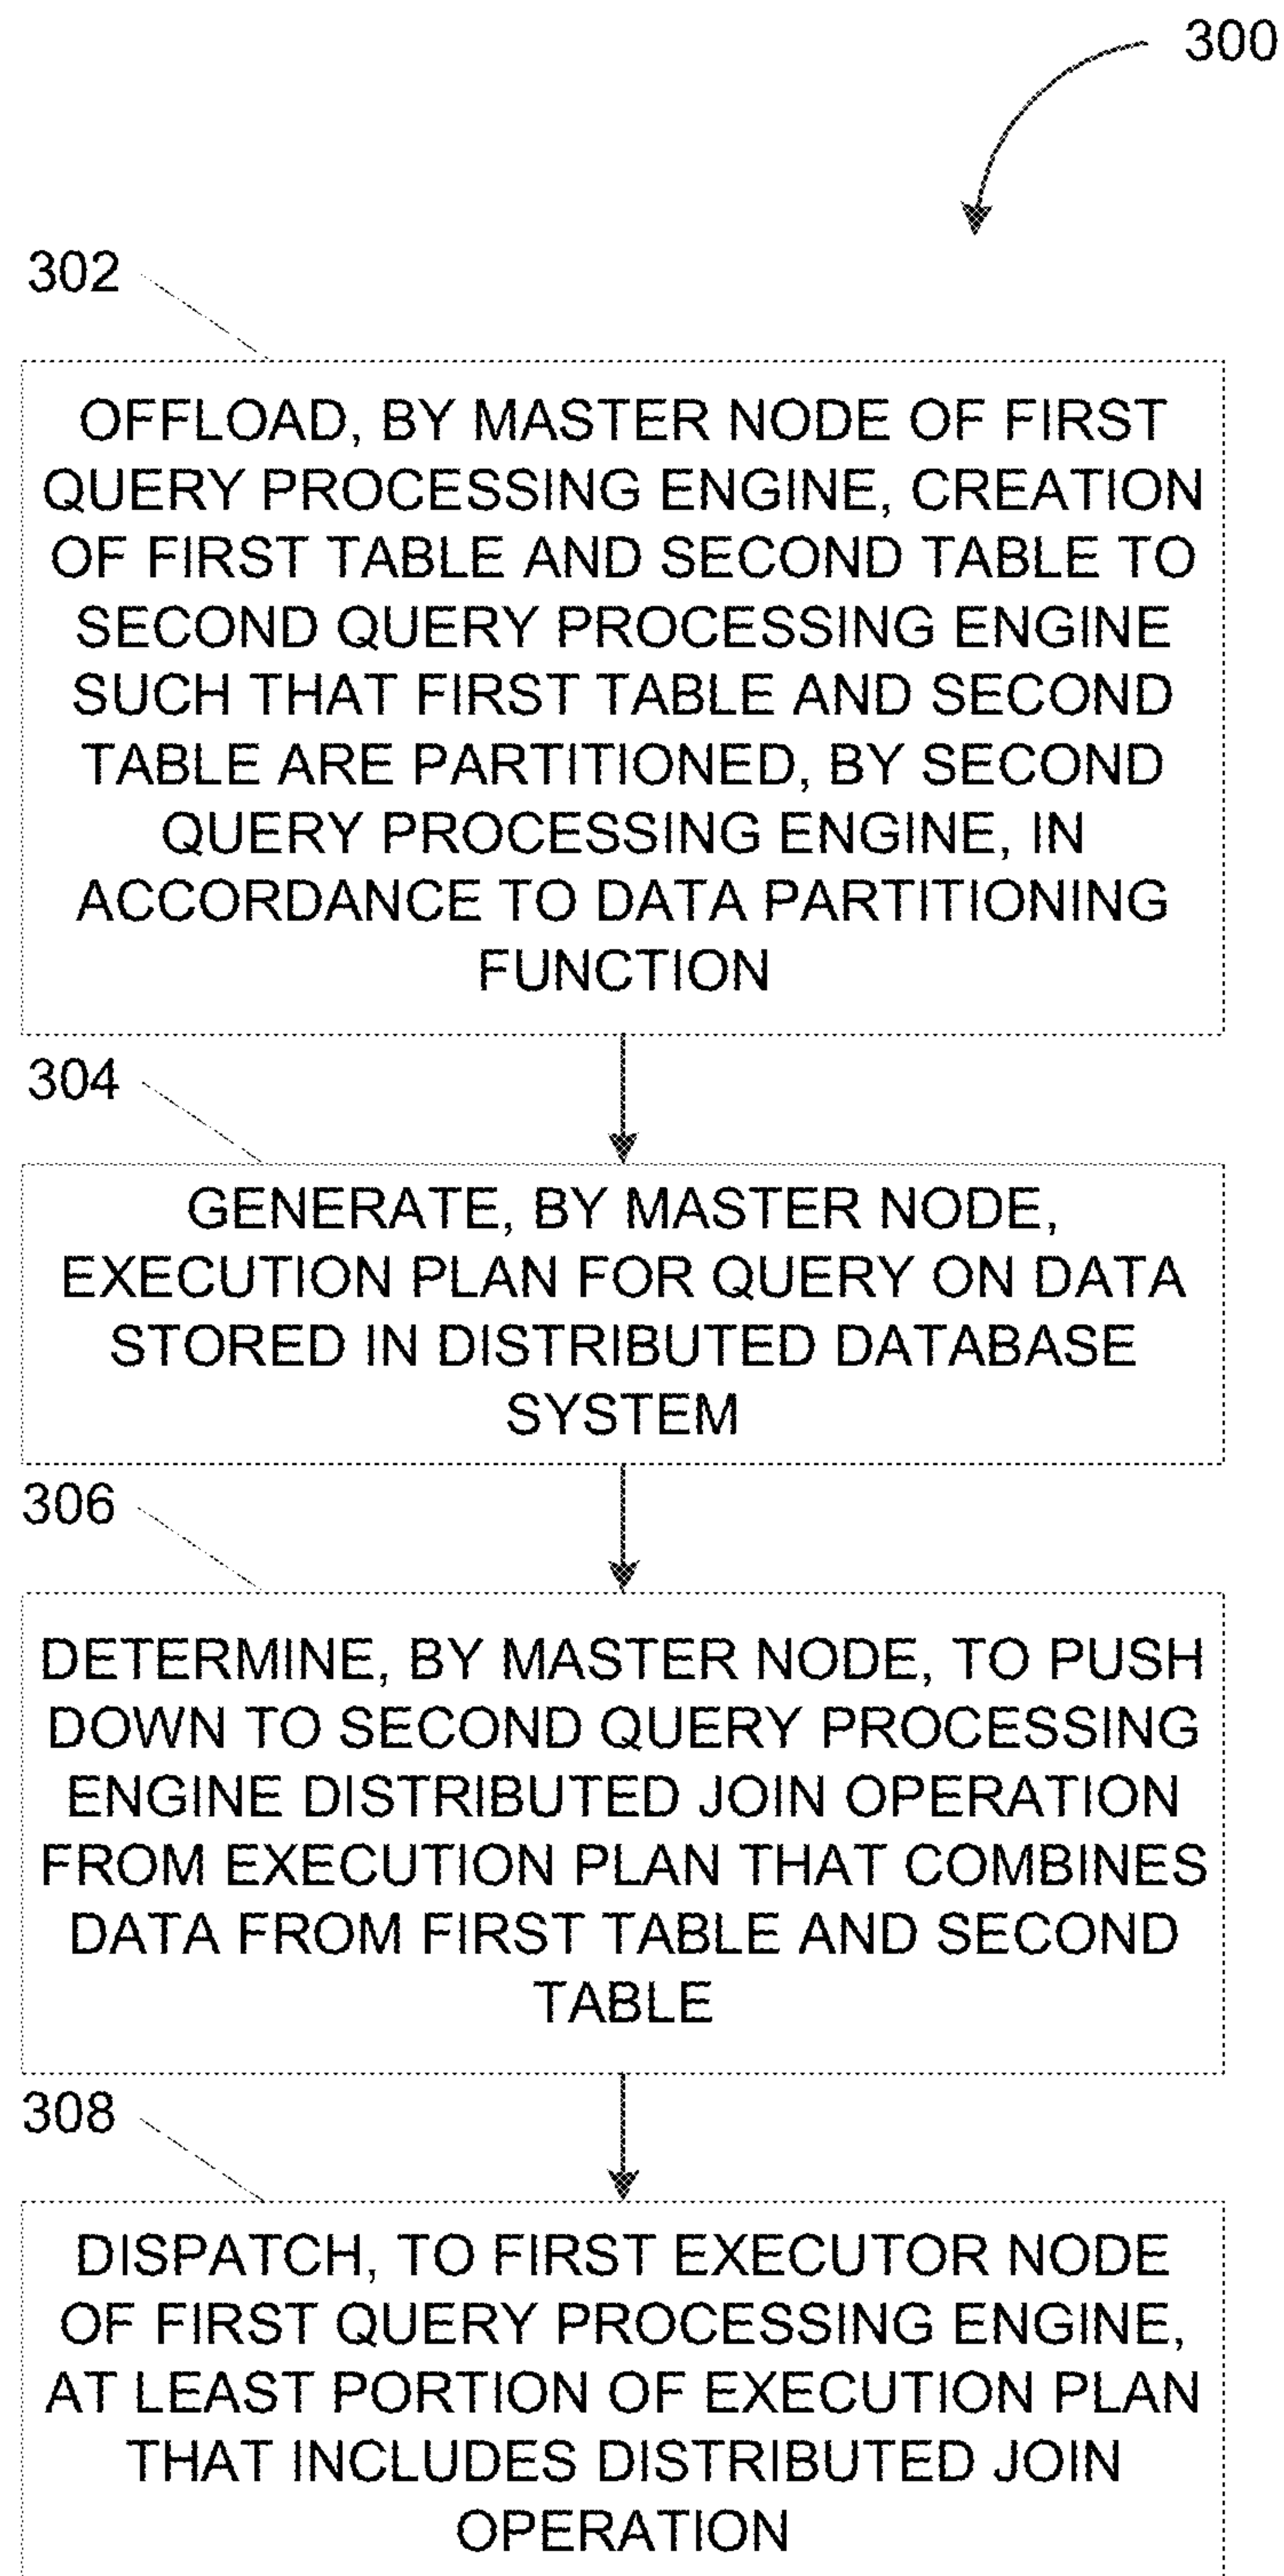 300
302
OFFLOAD, BY MASTER NODE OF FIRST
QUERY PROCESSING ENGINE, CREATION
OF FIRST TABLE AND SECOND TABLE TO
SECOND QUERY PROCESSING ENGINE
SUCH THAT FIRST TABLE AND SECOND
TABLE ARE PARTITIONED, BY SECOND
QUERY PROCESSING ENGINE, IN
ACCORDANCE TO DATA PARTITIONING
FUNCTION
304
GENERATE, BY MASTER NODE,
EXECUTION PLAN FOR QUERY ON DATA
STORED IN DISTRIBUTED DATABASE
SYSTEM
306
DETERMINE, BY MASTER NODE, TO PUSH
DOWN TO SECOND QUERY PROCESSING
ENGINE DISTRIBUTED JOIN OPERATION
FROM EXECUTION PLAN THAT COMBINES
DATA FROM FIRST TABLE AND SECOND
TABLE
308
DISPATCH, TO FIRST EXECUTOR NODE
OF FIRST QUERY PROCESSING ENGINE,
AT LEAST PORTION OF EXECUTION PLAN
THAT INCLUDES DISTRIBUTED JOIN
OPERATION